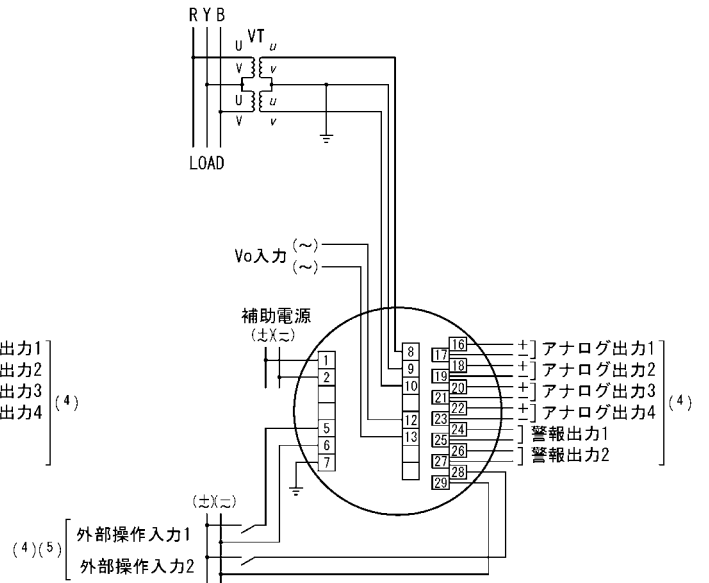 R Y B
U VT u
V v
U u
V v
LOAD
Vo入力 (~)
(~)
補助電源
(±)(=)
出力1
出力2
出力3
出力4
(4)
1
2
5
6
7
8
9
10
12
13
16
17
18
19
20
21
22
23
24
25
26
27
28
29
+
-
] アナログ出力1
+
-
] アナログ出力2
+
-
] アナログ出力3
+
-
] アナログ出力4
] 警報出力1
] 警報出力2
(4)
(±)(=)
(4)(5)
外部操作入力1
外部操作入力2